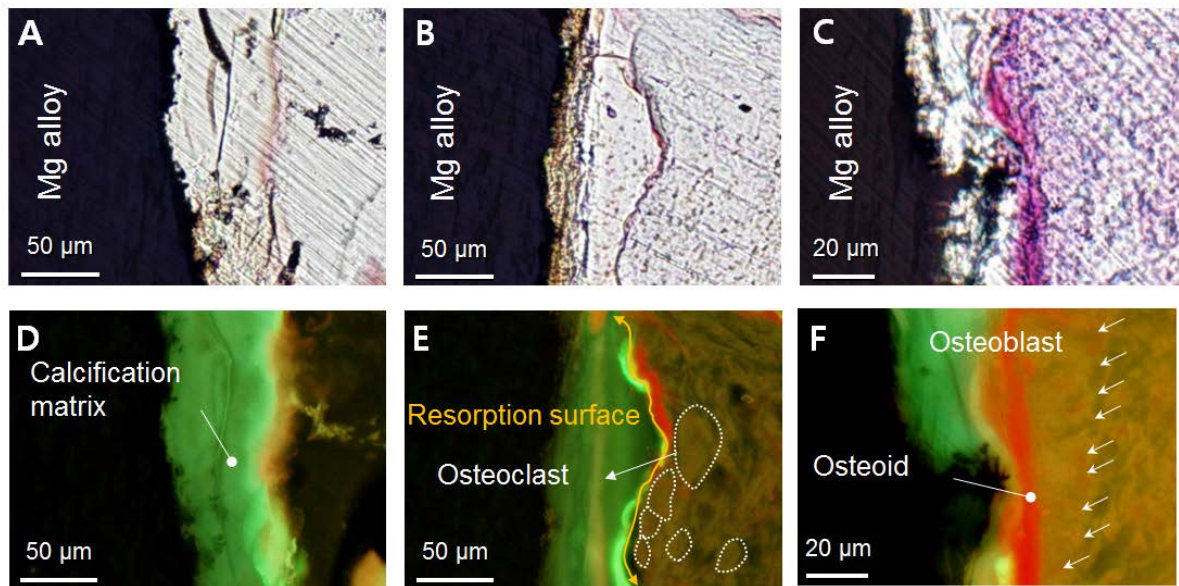 A
Mg alloy
50 µm
B
Mg alloy
50 µm
C
Mg alloy
20 µm
D
Calcification
matrix
50 µm
E
Resorption surface
Osteoclast
50 µm
F
Osteoblast
Osteoid
20 µm